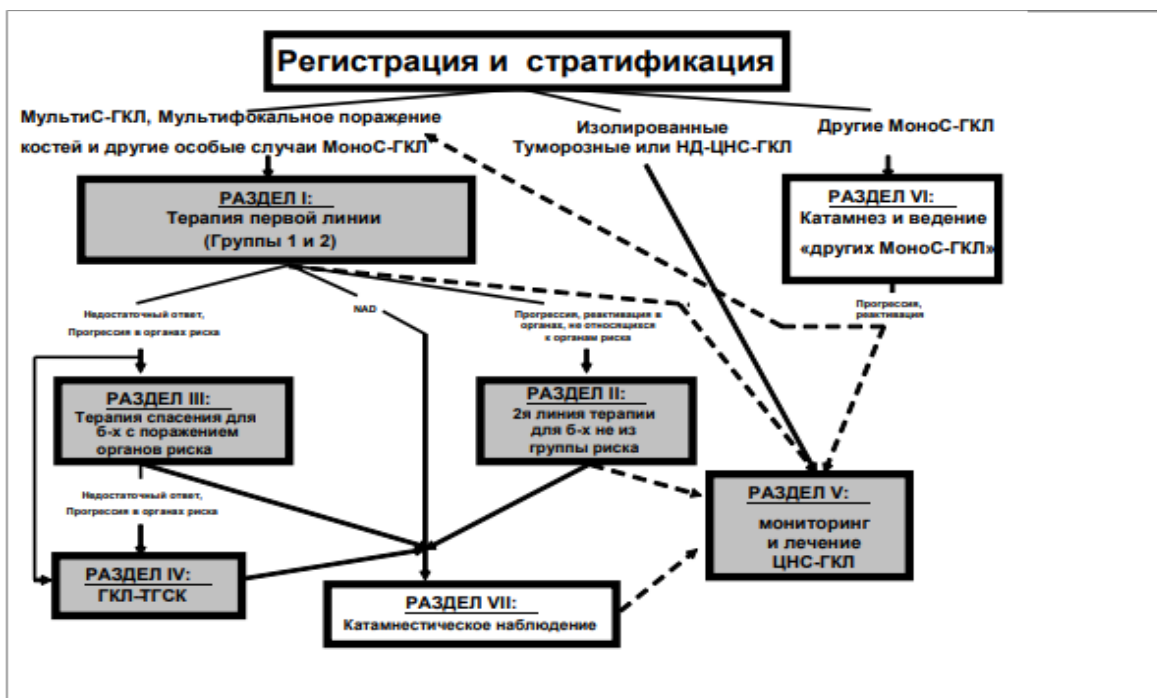 Регистрация и стратификация
МультиС-ГКЛ, Мультифокальное поражение
костей и другие особые случаи МоноС-ГКЛ
Изолированные
Туморозные или НД-ЦНС-ГКЛ
Другие МоноС-ГКЛ
РАЗДЕЛ I:
Терапия первой линии
(Группы 1 и 2)
РАЗДЕЛ VI:
Катамнез и ведение
«других МоноС-ГКЛ»
Недостаточный ответ,
Прогрессия в органах риска
NAD
Прогрессия, реактивация в
органах, не относящихся
к органам риска
Прогрессия,
реактивация
РАЗДЕЛ III:
Терапия спасения для
б-х с поражением
органов риска
РАЗДЕЛ II:
2я линия терапии
для б-х не из
группы риска
Недостаточный ответ,
Прогрессия в органах риска
РАЗДЕЛ V:
мониторинг
и лечение
ЦНС-ГКЛ
РАЗДЕЛ IV:
ГКЛ-ТГСК
РАЗДЕЛ VII:
Катамнестическое наблюдение